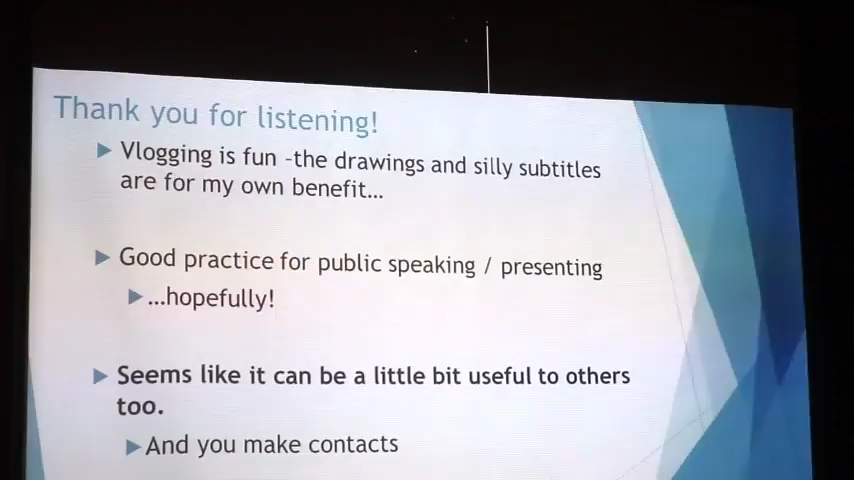 Thank you for listening!
Vlogging is fun –the drawings and silly subtitles
are for my own benefit…
Good practice for public speaking / presenting
…hopefully!
Seems like it can be a little bit useful to others
too.
And you make contacts